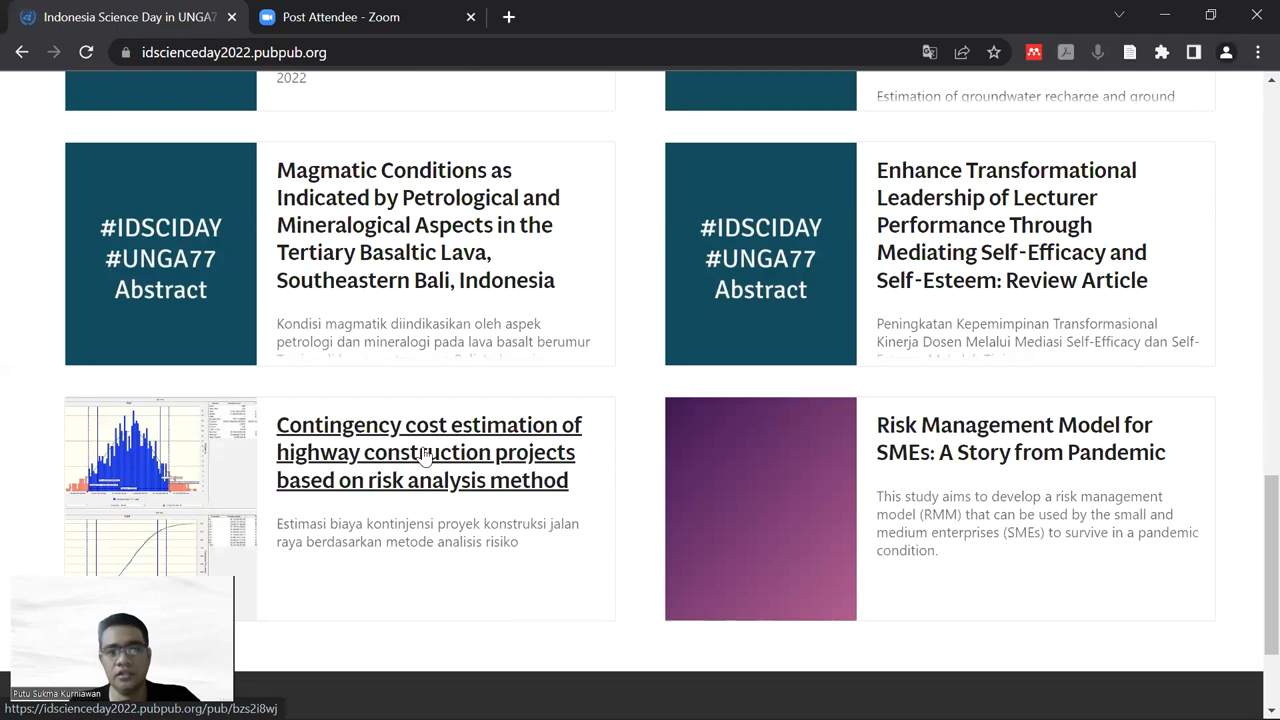 Indonesia Science Day in UNGA7
Post Attendee - Zoom
idscienceday2022.pubpub.org
2022
Estimation of groundwater recharge and ground
#IDSCIDAY
#UNGA77
Abstract
Magmatic Conditions as
Indicated by Petrological and
Mineralogical Aspects in the
Tertiary Basaltic Lava,
Southeastern Bali, Indonesia
Kondisi magmatik diindikasikan oleh aspek
petrologi dan mineralogi pada lava basalt berumur
#IDSCIDAY
#UNGA77
Abstract
Enhance Transformational
Leadership of Lecturer
Performance Through
Mediating Self-Efficacy and
Self-Esteem: Review Article
Peningkatan Kepemimpinan Transformasional
Kinerja Dosen Melalui Mediasi Self-Efficacy dan Self-
Contingency cost estimation of
highway construction projects
based on risk analysis method
Estimasi biaya kontinjensi proyek konstruksi jalan
raya berdasarkan metode analisis risiko
Risk Management Model for
SMEs: A Story from Pandemic
This study aims to develop a risk management
model (RMM) that can be used by the small and
medium enterprises (SMEs) to survive in a pandemic
condition.
Putu Sukma Kurniawan
https://idscienceday2022.pubpub.org/pub/bzs2i8wj